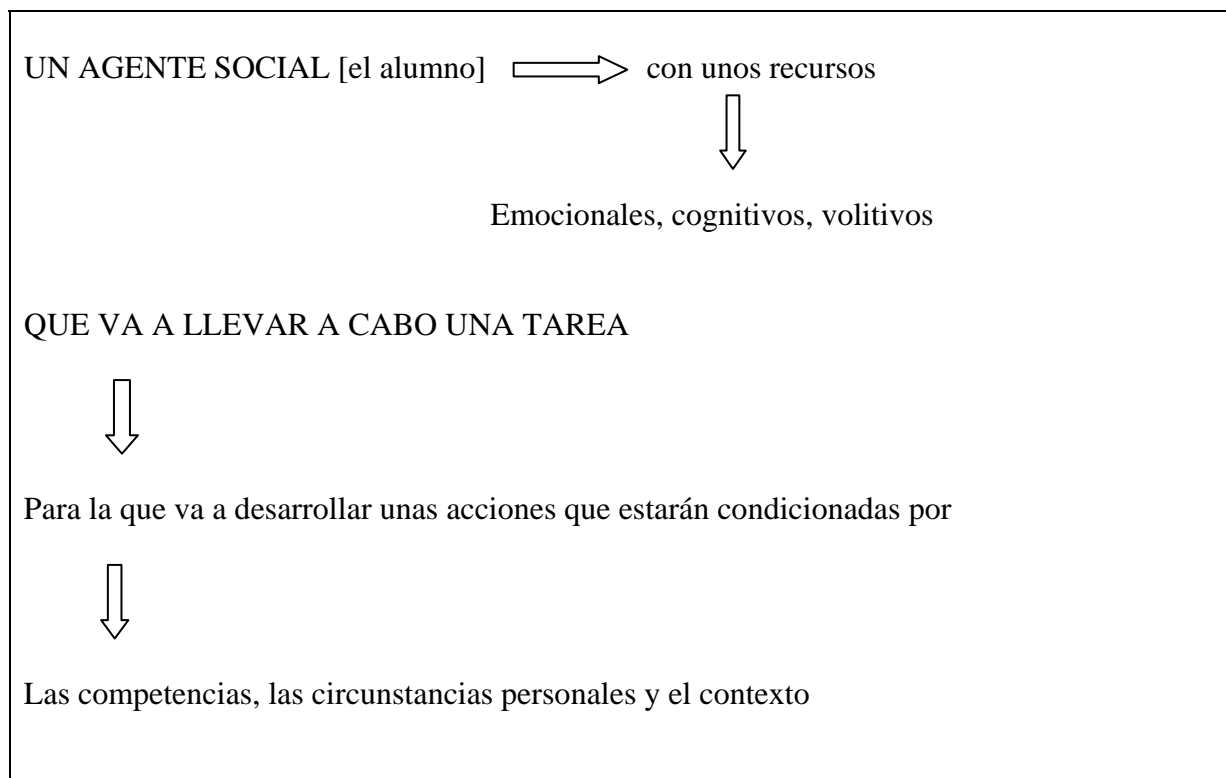 UN AGENTE SOCIAL [el alumno] con unos recursos
Emocionales, cognitivos, volitivos
QUE VA A LLEVAR A CABO UNA TAREA
Para la que va a desarrollar unas acciones que estarán condicionadas por
Las competencias, las circunstancias personales y el contexto